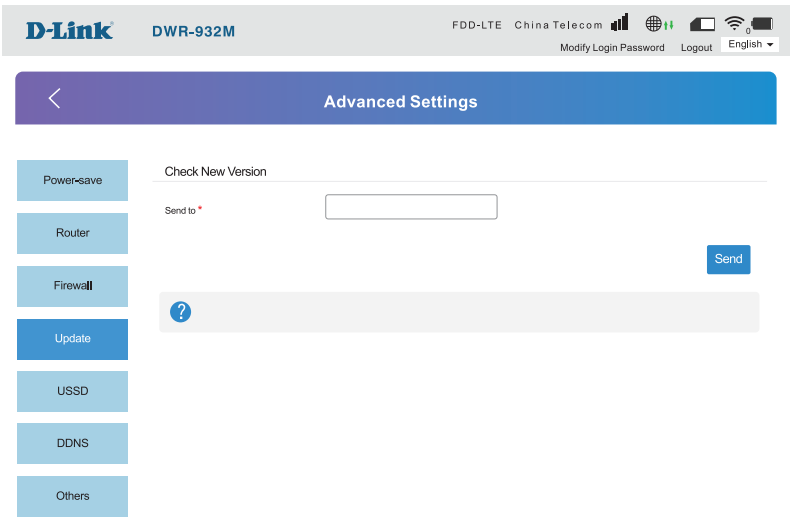 D-Link DWR-932M FDD-LTE China Telecom 0
Modify Login Password Logout English
Advanced Settings
Power-save
Router
Firewall
Update
USSD
DDNS
Others
Check New Version
Send to *
Send
?